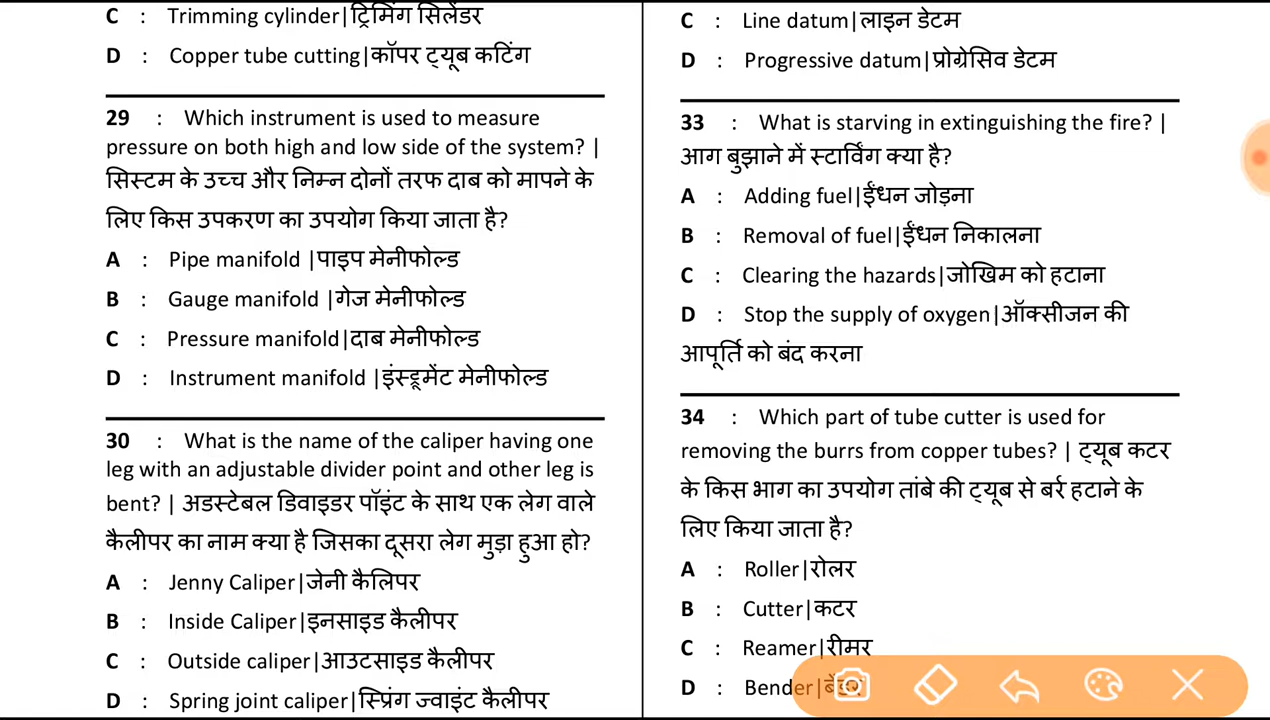 C : Trimming cylinder|ट्रिमिंग सिलेंडर
D : Copper tube cutting|कॉपर ट्यूब कटिंग
29 : Which instrument is used to measure
pressure on both high and low side of the system? |
सिस्टम के उच्च और निम्न दोनों तरफ दाब को मापने के
लिए किस उपकरण का उपयोग किया जाता है?
A : Pipe manifold |पाइप मेनीफोल्ड
B : Gauge manifold |गेज मेनीफोल्ड
C : Pressure manifold|दाब मेनीफोल्ड
D : Instrument manifold |इंस्ट्रूमेंट मेनीफोल्ड
30 : What is the name of the caliper having one
leg with an adjustable divider point and other leg is
bent? | अडस्टेबल डिवाइडर पॉइंट के साथ एक लेग वाले
कैलीपर का नाम क्या है जिसका दूसरा लेग मुड़ा हुआ हो?
A : Jenny Caliper|जेनी कैलिपर
B : Inside Caliper|इनसाइड कैलीपर
C : Outside caliper|आउटसाइड कैलीपर
D : Spring joint caliper|स्प्रिंग ज्वाइंट कैलीपर
C : Line datum|लाइन डेटम
D : Progressive datum|प्रोग्रेसिव डेटम
33 : What is starving in extinguishing the fire? |
आग बुझाने में स्टार्विंग क्या है?
A : Adding fuel|ईंधन जोड़ना
B : Removal of fuel|ईंधन निकालना
C : Clearing the hazards|जोखिम को हटाना
D : Stop the supply of oxygen|ऑक्सीजन की
आपूर्ति को बंद करना
34 : Which part of tube cutter is used for
removing the burrs from copper tubes? | ट्यूब कटर
के किस भाग का उपयोग तांबे की ट्यूब से बर्र हटाने के
लिए किया जाता है?
A : Roller|रोलर
B : Cutter|कटर
C : Reamer|रीमर
D : Bender|